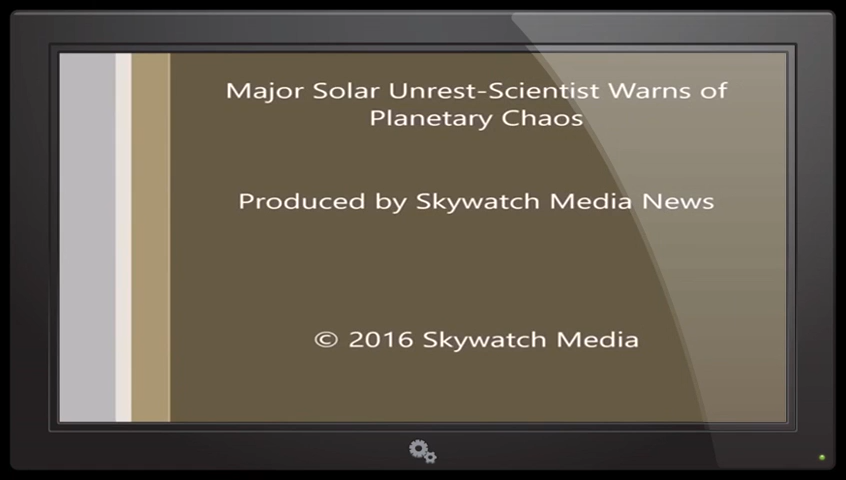 Major Solar Unrest-Scientist Warns of
Planetary Chaos
Produced by Skywatch Media News
© 2016 Skywatch Media